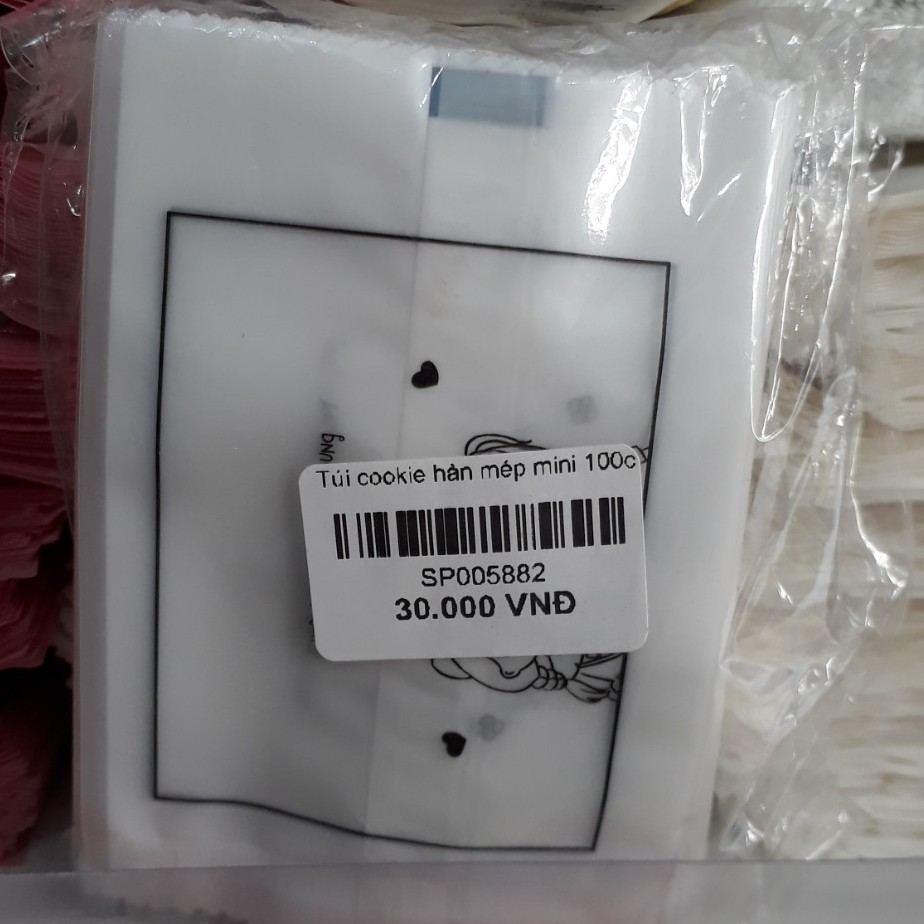 Túi cookie hàn mép mini 100c
SP005882
30.000 VNĐ